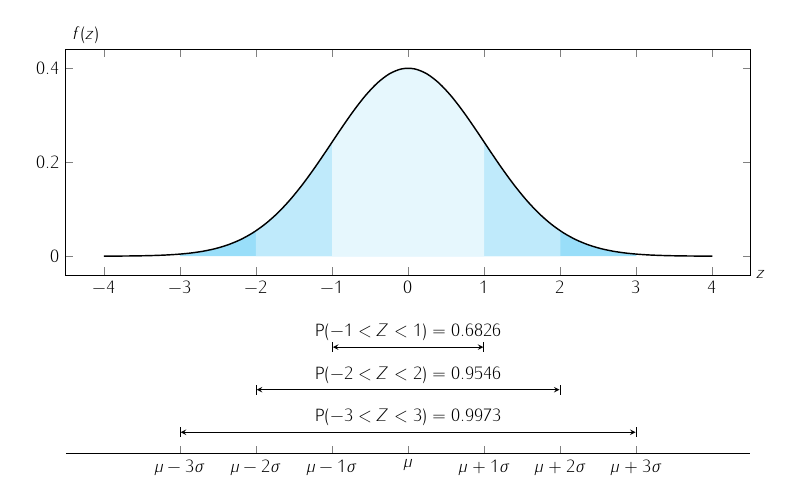 f(z)
0.4
0.2
0
−4 −3 −2 −1 0 1 2 3 4 z
P(−1 < Z < 1) = 0.6826
P(−2 < Z < 2) = 0.9546
P(−3 < Z < 3) = 0.9973
μ − 3σ μ − 2σ μ − 1σ μ μ + 1σ μ + 2σ μ + 3σ